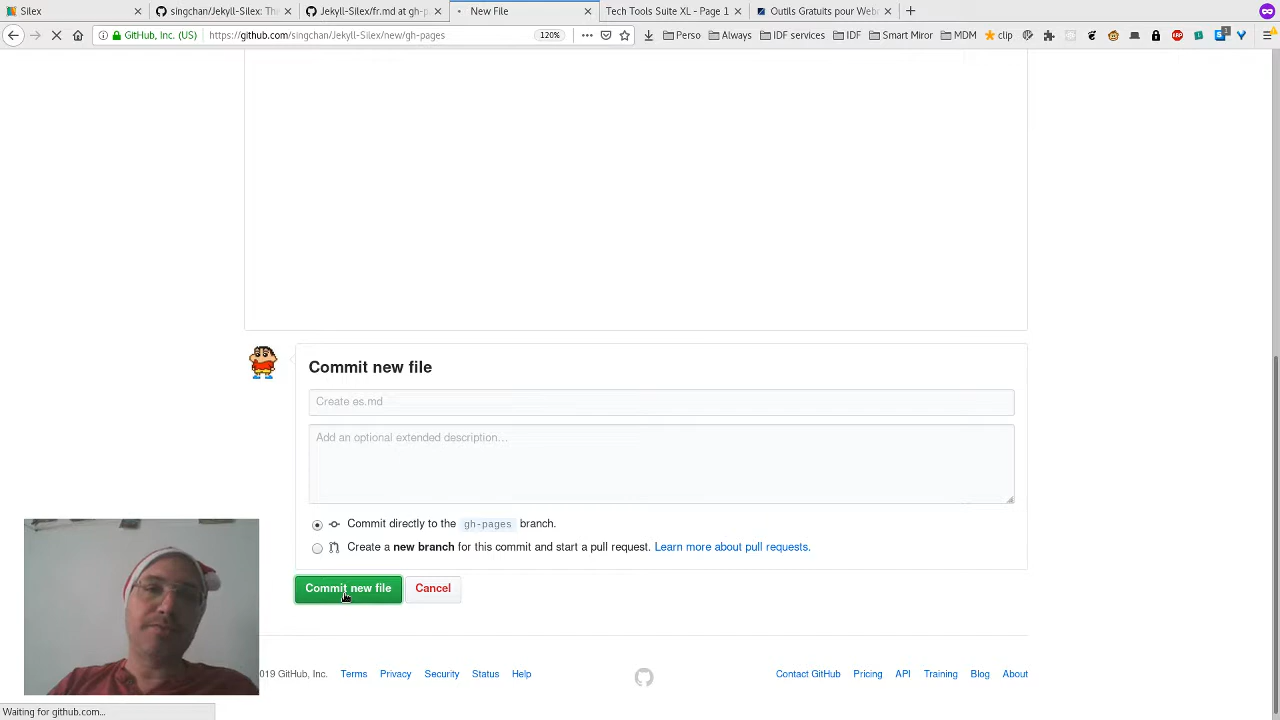 Silex
singchan/Jekyll-Silex: The
Jekyll-Silex/fr.md at gh-p
New File
Tech Tools Suite XL - Page 1
Outils Gratuits pour Webm
GitHub, Inc. (US)
https://github.com/singchan/Jekyll-Silex/new/gh-pages
120%
Perso
Always
IDF services
IDF
Smart Miror
MDM
clip
Commit new file
Create es.md
Add an optional extended description…
Commit directly to the gh-pages branch.
Create a new branch for this commit and start a pull request. Learn more about pull requests.
Commit new file
Cancel
019 GitHub, Inc.
Terms
Privacy
Security
Status
Help
Contact GitHub
Pricing
API
Training
Blog
About
Waiting for github.com...